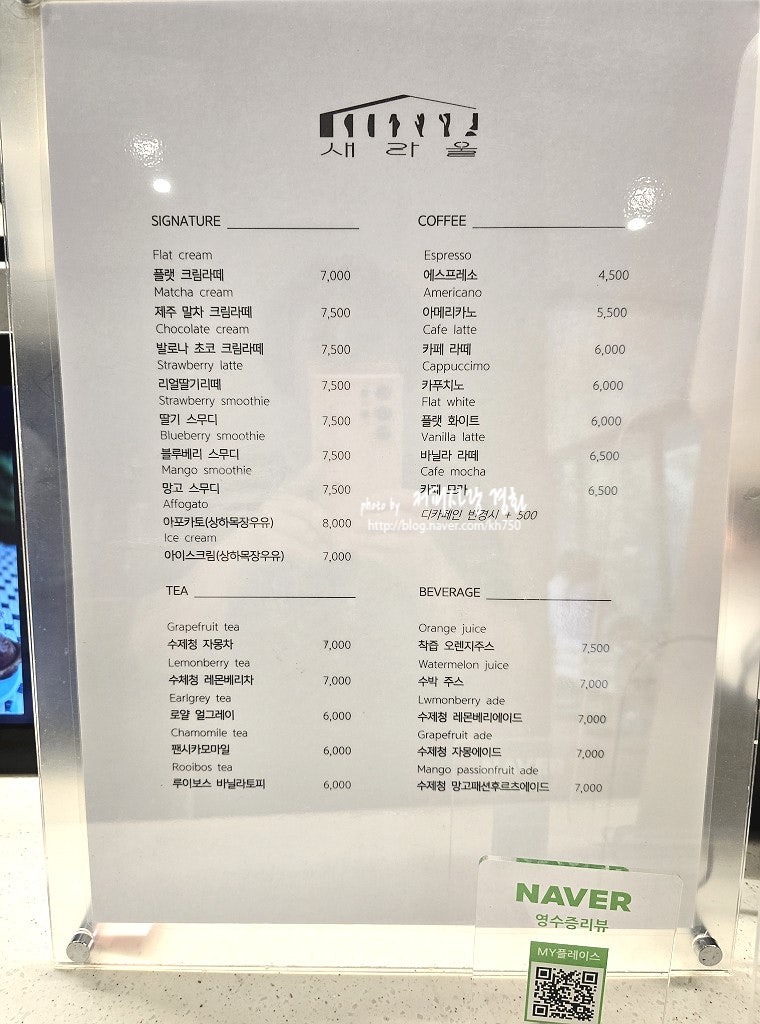 새라울
SIGNATURE
Flat cream
플랫 크림라떼 7,000
Matcha cream
제주 말차 크림라떼 7,500
Chocolate cream
발로나 초코 크림라떼 7,500
Strawberry latte
리얼딸기라떼 7,500
Strawberry smoothie
딸기 스무디 7,500
Blueberry smoothie
블루베리 스무디 7,500
Mango smoothie
망고 스무디 7,500
Affogato
아포카토(상하목장우유) 8,000
Ice cream
아이스크림(상하목장우유) 7,000
COFFEE
Espresso
에스프레소 4,500
Americano
아메리카노 5,500
Cafe latte
카페 라떼 6,000
Cappuccimo
카푸치노 6,000
Flat white
플랫 화이트 6,000
Vanilla latte
바닐라 라떼 6,500
Cafe mocha
카페 모카 6,500
디카페인 변경시 + 500
photo by
http://blog.naver.com/kh750
TEA
Grapefruit tea
수제청 자몽차 7,000
Lemonberry tea
수체청 레몬베리차 7,000
Earlgrey tea
로얄 얼그레이 6,000
Chamomile tea
팬시카모마일 6,000
Rooibos tea
루이보스 바닐라토피 6,000
BEVERAGE
Orange juice
착즙 오렌지주스 7,500
Watermelon juice
수박 주스 7,000
Lwmonberry ade
수제청 레몬베리에이드 7,000
Grapefruit ade
수제청 자몽에이드 7,000
Mango passionfruit ade
수제청 망고패션후르츠에이드 7,000
NAVER
영수증리뷰
MY플레이스